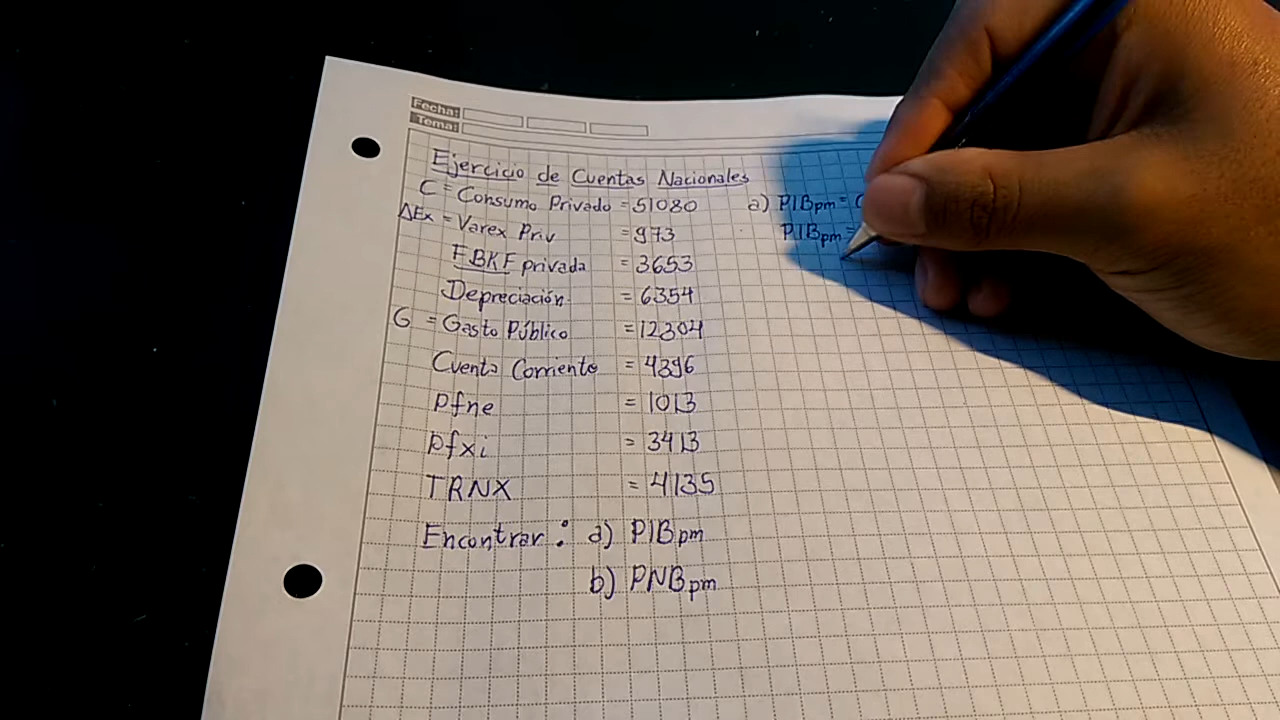 Fecha:
Tema:
Ejercicio de Cuentas Nacionales
C = Consumo Privado = 51080
ΔEx = Varex Priv = 973
FBKF privada = 3653
Depreciación = 6354
G = Gasto Público = 12304
Cuenta Corriente = 4396
Pfne = 1013
Pfxi = 3413
TRNX = 4135
Encontrar: a) PIBpm
b) PNBpm
a) PIBpm = C
PIBpm =